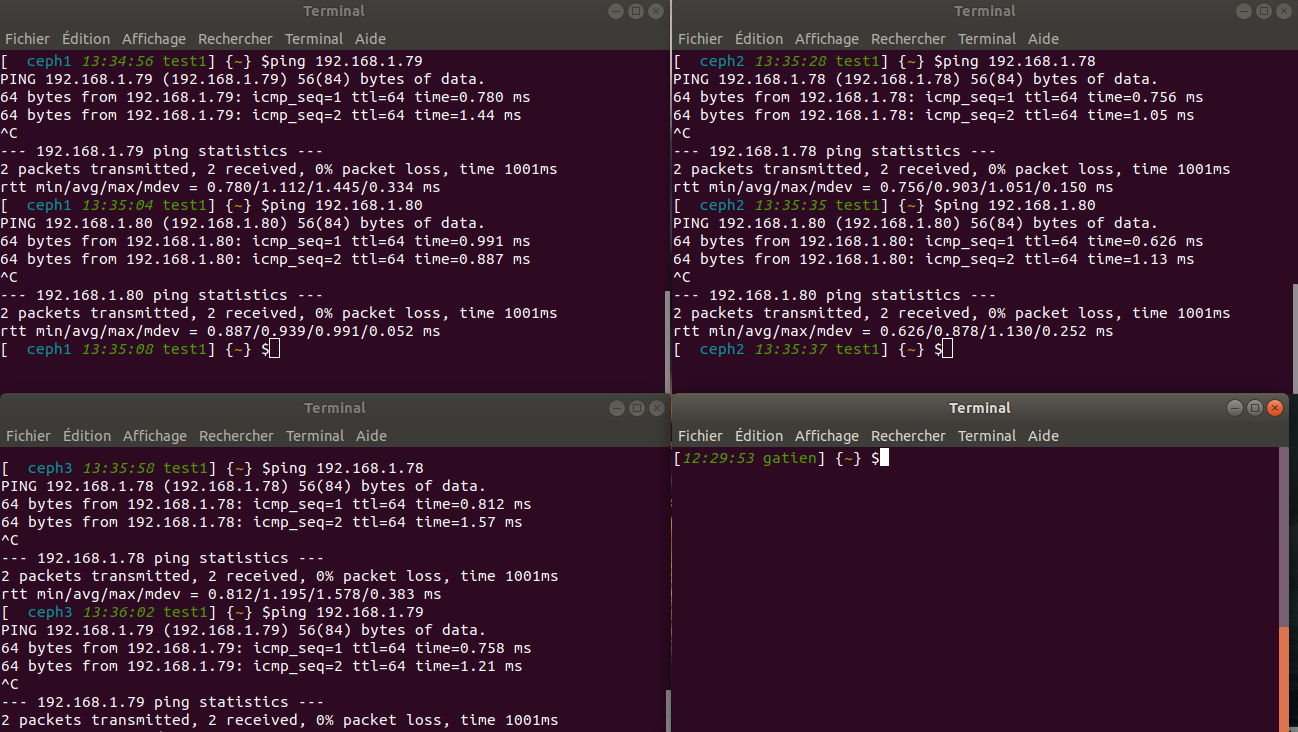 Terminal
Fichier Édition Affichage Rechercher Terminal Aide
[  ceph1 13:34:56 test1] {~} $ping 192.168.1.79
PING 192.168.1.79 (192.168.1.79) 56(84) bytes of data.
64 bytes from 192.168.1.79: icmp_seq=1 ttl=64 time=0.780 ms
64 bytes from 192.168.1.79: icmp_seq=2 ttl=64 time=1.44 ms
^C
--- 192.168.1.79 ping statistics ---
2 packets transmitted, 2 received, 0% packet loss, time 1001ms
rtt min/avg/max/mdev = 0.780/1.112/1.445/0.334 ms
[  ceph1 13:35:04 test1] {~} $ping 192.168.1.80
PING 192.168.1.80 (192.168.1.80) 56(84) bytes of data.
64 bytes from 192.168.1.80: icmp_seq=1 ttl=64 time=0.991 ms
64 bytes from 192.168.1.80: icmp_seq=2 ttl=64 time=0.887 ms
^C
--- 192.168.1.80 ping statistics ---
2 packets transmitted, 2 received, 0% packet loss, time 1001ms
rtt min/avg/max/mdev = 0.887/0.939/0.991/0.052 ms
[  ceph1 13:35:08 test1] {~} $
Terminal
Fichier Édition Affichage Rechercher Terminal Aide
[  ceph2 13:35:28 test1] {~} $ping 192.168.1.78
PING 192.168.1.78 (192.168.1.78) 56(84) bytes of data.
64 bytes from 192.168.1.78: icmp_seq=1 ttl=64 time=0.756 ms
64 bytes from 192.168.1.78: icmp_seq=2 ttl=64 time=1.05 ms
^C
--- 192.168.1.78 ping statistics ---
2 packets transmitted, 2 received, 0% packet loss, time 1001ms
rtt min/avg/max/mdev = 0.756/0.903/1.051/0.150 ms
[  ceph2 13:35:35 test1] {~} $ping 192.168.1.80
PING 192.168.1.80 (192.168.1.80) 56(84) bytes of data.
64 bytes from 192.168.1.80: icmp_seq=1 ttl=64 time=0.626 ms
64 bytes from 192.168.1.80: icmp_seq=2 ttl=64 time=1.13 ms
^C
--- 192.168.1.80 ping statistics ---
2 packets transmitted, 2 received, 0% packet loss, time 1001ms
rtt min/avg/max/mdev = 0.626/0.878/1.130/0.252 ms
[  ceph2 13:35:37 test1] {~} $
Terminal
Fichier Édition Affichage Rechercher Terminal Aide
[  ceph3 13:35:58 test1] {~} $ping 192.168.1.78
PING 192.168.1.78 (192.168.1.78) 56(84) bytes of data.
64 bytes from 192.168.1.78: icmp_seq=1 ttl=64 time=0.812 ms
64 bytes from 192.168.1.78: icmp_seq=2 ttl=64 time=1.57 ms
^C
--- 192.168.1.78 ping statistics ---
2 packets transmitted, 2 received, 0% packet loss, time 1001ms
rtt min/avg/max/mdev = 0.812/1.195/1.578/0.383 ms
[  ceph3 13:36:02 test1] {~} $ping 192.168.1.79
PING 192.168.1.79 (192.168.1.79) 56(84) bytes of data.
64 bytes from 192.168.1.79: icmp_seq=1 ttl=64 time=0.758 ms
64 bytes from 192.168.1.79: icmp_seq=2 ttl=64 time=1.21 ms
^C
--- 192.168.1.79 ping statistics ---
2 packets transmitted, 2 received, 0% packet loss, time 1001ms
Terminal
Fichier Édition Affichage Rechercher Terminal Aide
[12:29:53 gatien] {~} $